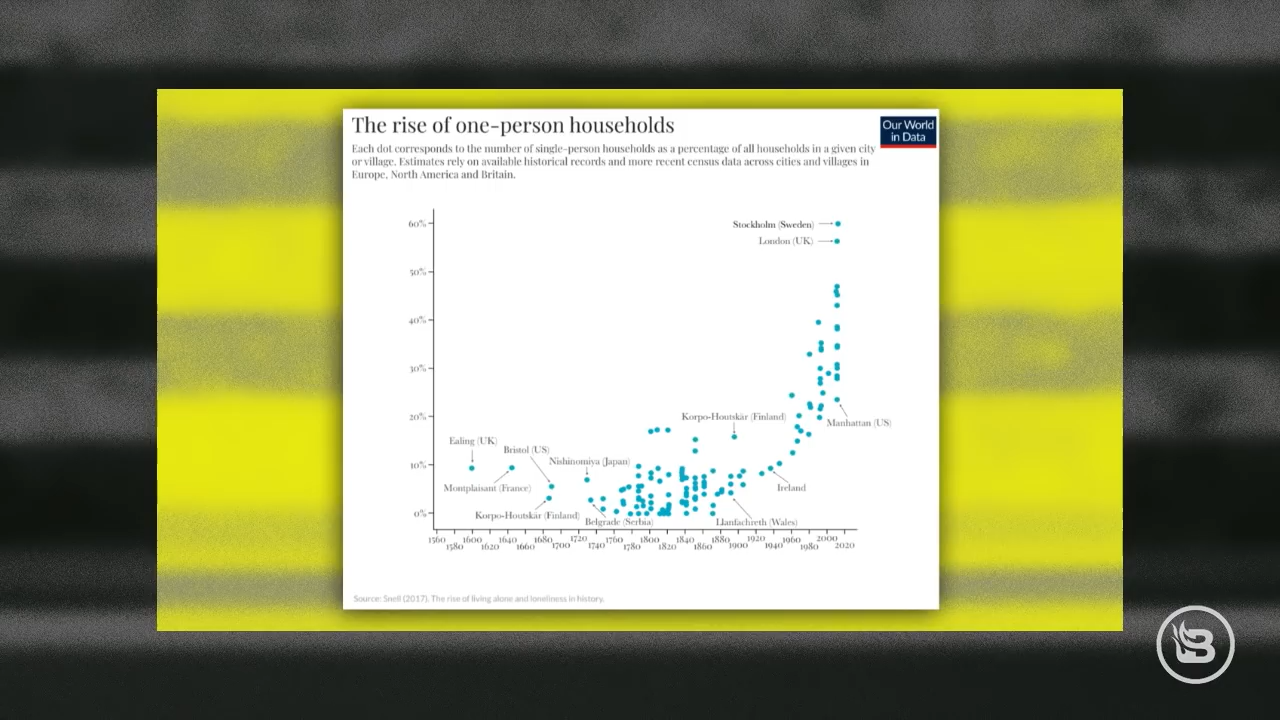 The rise of one-person households
Our World
in Data
Each dot corresponds to the number of single-person households as a percentage of all households in a given city
or village. Estimates rely on available historical records and more recent census data across cities and villages in
Europe, North America and Britain.
60%
Stockholm (Sweden)
London (UK)
50%
40%
30%
20%
Korpo-Houtskär (Finland)
Manhattan (US)
Ealing (UK)
Bristol (US)
Nishinomiya (Japan)
10%
Montplaisant (France)
Ireland
Korpo-Houtskär (Finland)
Belgrade (Serbia)
Llanfachreth (Wales)
0%
1560 1600 1640 1680 1720 1760 1800 1840 1880 1920 1960 2000
1580 1620 1660 1700 1740 1780 1820 1860 1900 1940 1980 2020
Source: Snell (2017). The rise of living alone and loneliness in history.
B